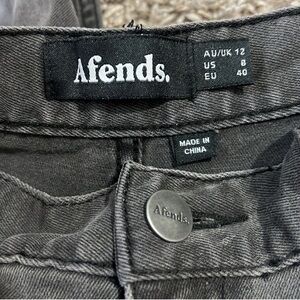 Afends.
AU/UK 12
US 8
EU 40
MADE IN
CHINA
Afends.